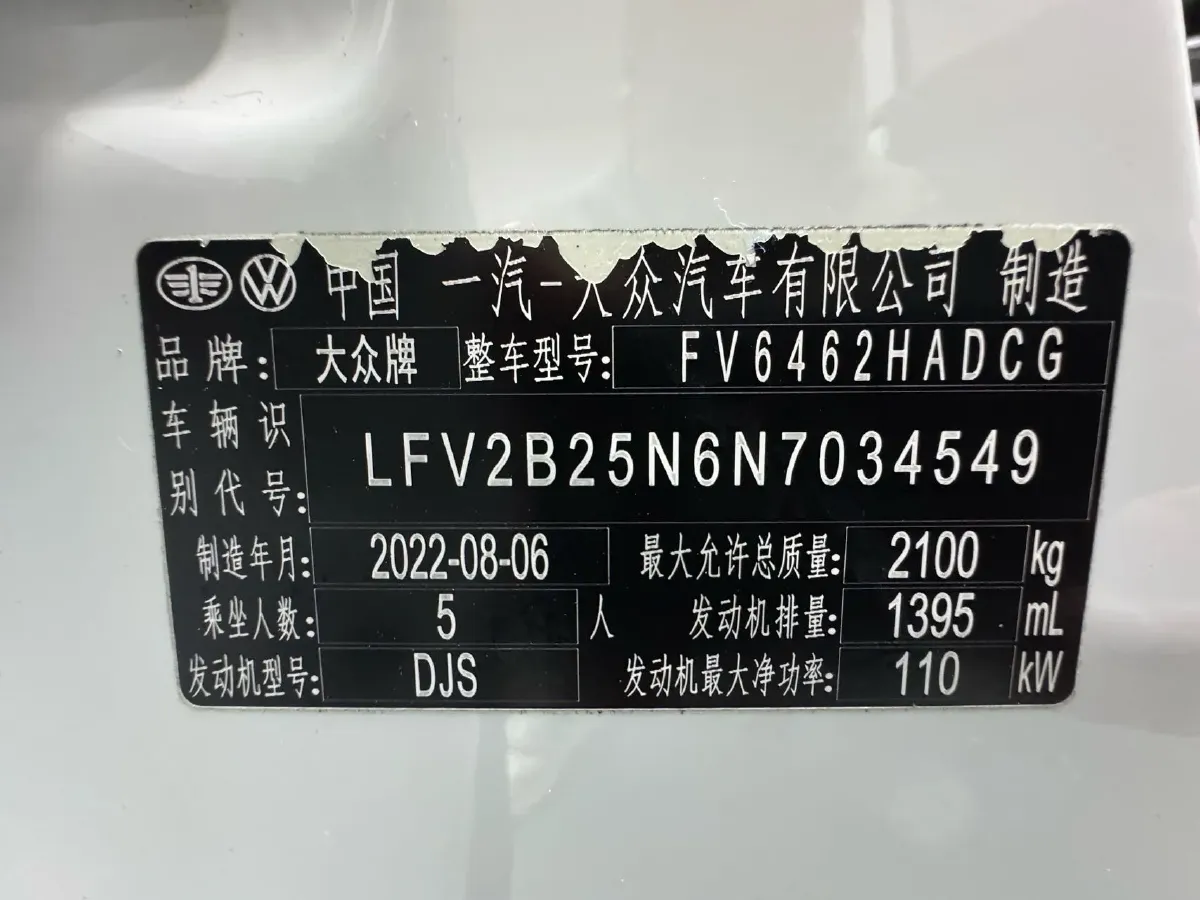 中国 一汽-大众汽车有限公司 制造
品牌: 大众牌 整车型号: FV6462HADCG
车辆识别代号: LFV2B25N6N7034549
制造年月: 2022-08-06 最大允许总质量: 2100 kg
乘坐人数: 5 人 发动机排量: 1395 mL
发动机型号: DJS 发动机最大净功率: 110 kW